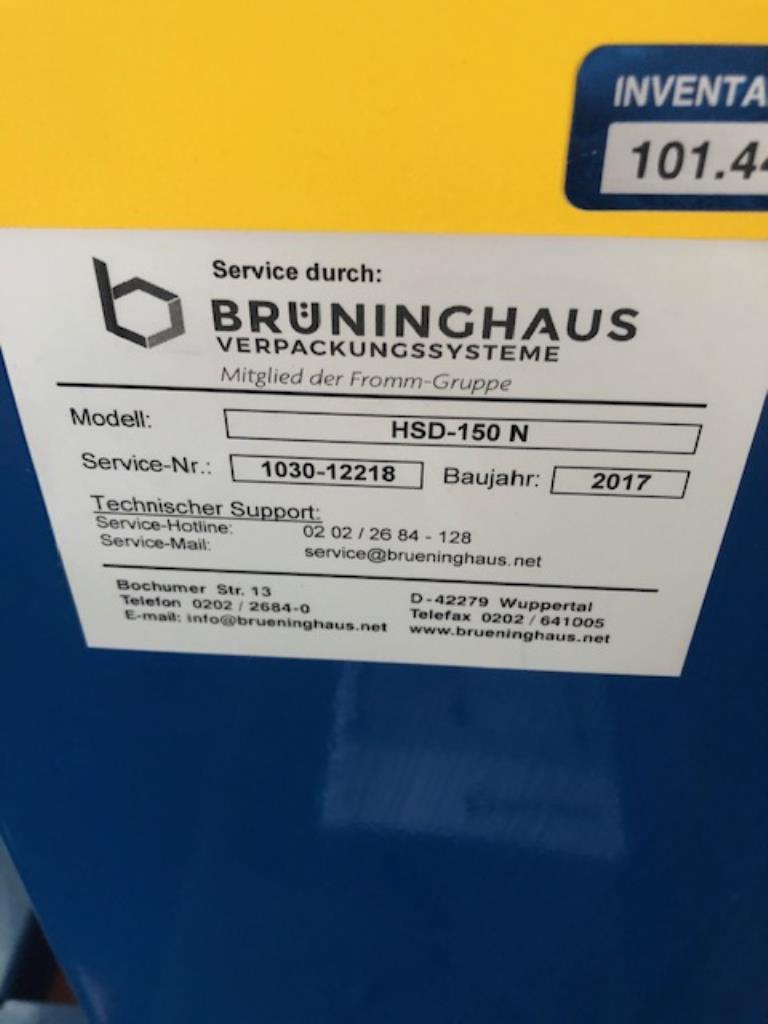 INVENTA
101.44
Service durch:
BRÜNINGHAUS
VERPACKUNGSSYSTEME
Mitglied der Fromm-Gruppe
Modell: HSD-150 N
Service-Nr.: 1030-12218 Baujahr: 2017
Technischer Support:
Service-Hotline: 02 02 / 26 84 - 128
Service-Mail: service@brueninghaus.net
Bochumer Str. 13 D-42279 Wuppertal
Telefon 0202 / 2684-0 Telefax 0202 / 641005
E-mail: info@brueninghaus.net www.brueninghaus.net